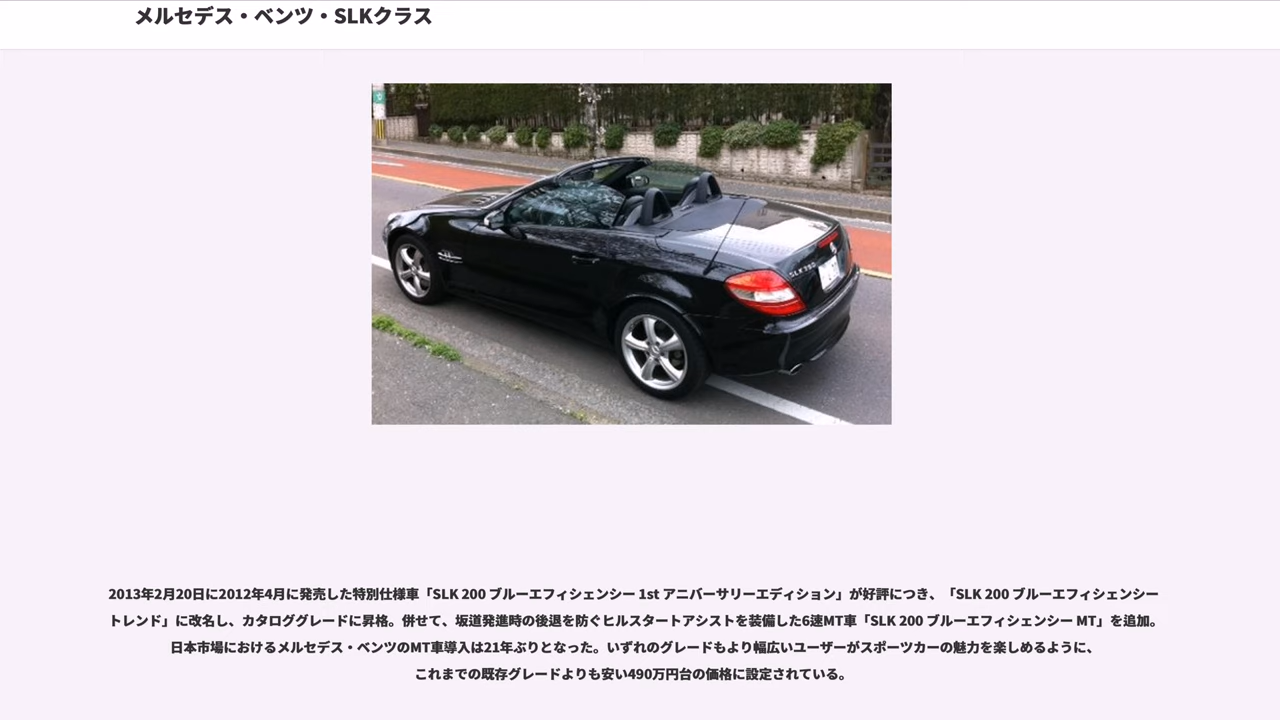 メルセデス・ベンツ・SLKクラス
2013年2月20日に2012年4月に発売した特別仕様車「SLK 200 ブルーエフィシェンシー 1st アニバーサリーエディション」が好評につき、「SLK 200 ブルーエフィシェンシー
トレンド」に改名し、カタロググレードに昇格。併せて、坂道発進時の後退を防ぐヒルスタートアシストを装備した6速MT車「SLK 200 ブルーエフィシェンシー MT」を追加。
日本市場におけるメルセデス・ベンツのMT車導入は21年ぶりとなった。いずれのグレードもより幅広いユーザーがスポーツカーの魅力を楽しめるように、
これまでの既存グレードよりも安い490万円台の価格に設定されている。